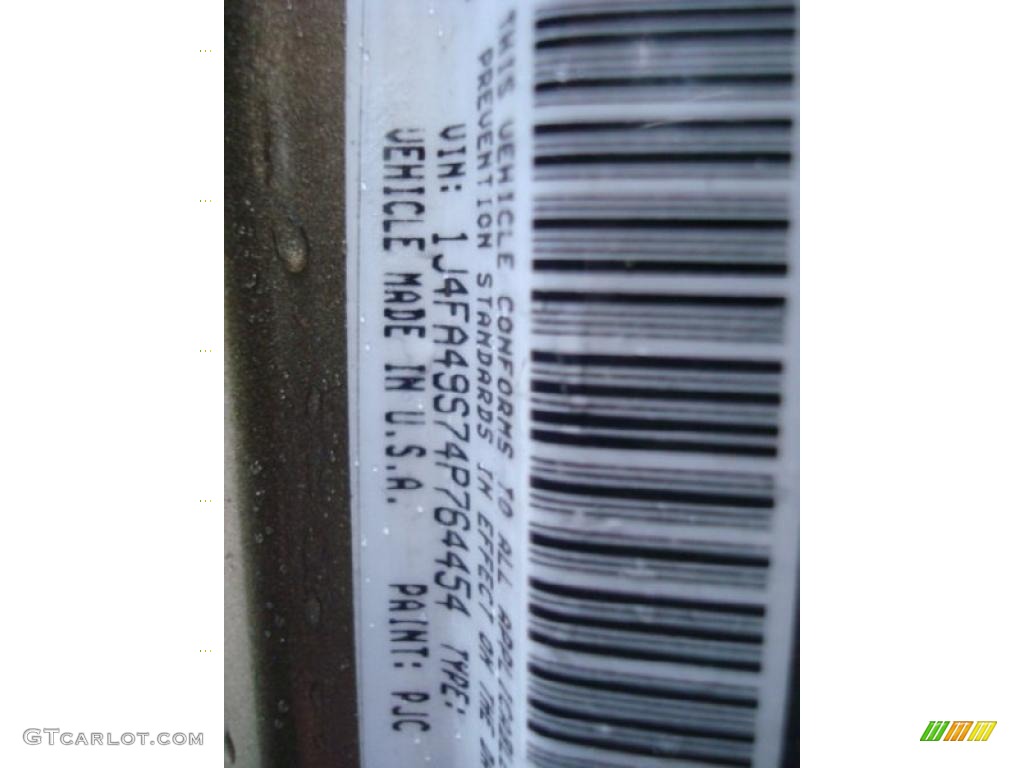 THIS VEHICLE CONFORMS TO ALL
PREVENTION STANDARDS IN EFFECT ON THE
VIN: 1J4FA49S74P764454 TYPE:
VEHICLE MADE IN U.S.A. PAINT: PJC
GTCARLOT.COM